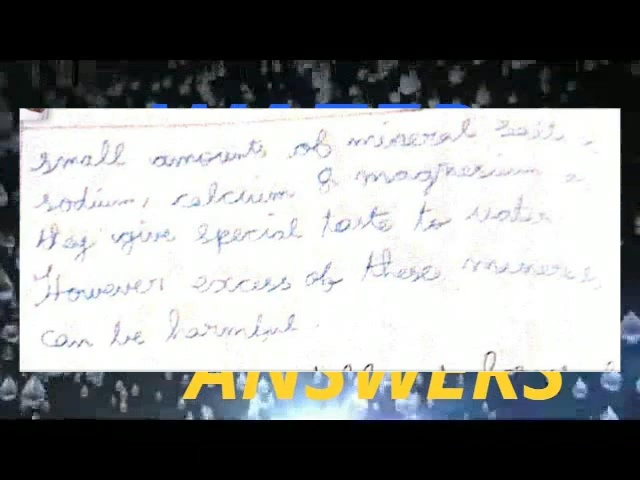 small amounts of mineral salt
sodium, calcium & magnesium
they give special taste to water
However excess of these minerals
can be harmful.
ANSWERS